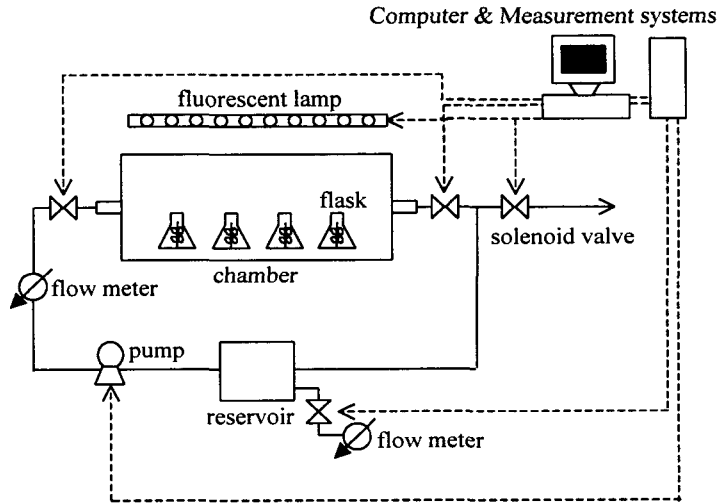 Computer & Measurement systems
fluorescent lamp
flask
solenoid valve
chamber
flow meter
pump
reservoir
flow meter